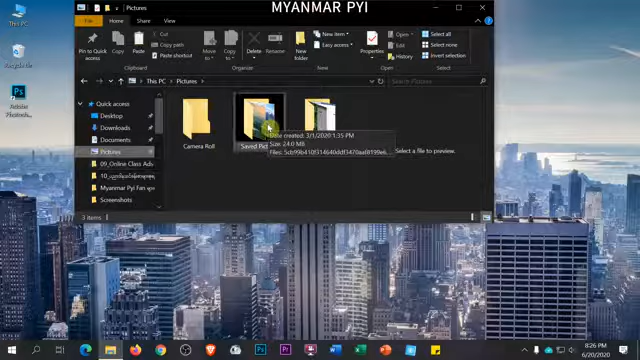 MYANMAR PYI
Pictures
File
Home
Share
View
This PC
Recycle Bin
Adobe
Pin to Quick access
Copy
Paste
Cut
Copy path
Paste shortcut
Move to
Copy to
Delete
Rename
New folder
New item
Easy access
Properties
Open
Edit
History
Select all
Select none
Invert selection
Clipboard
Organize
New
Open
Select
This PC > Pictures
Search Pictures
Quick access
Desktop
Downloads
Documents
Pictures
09_Online Class Ads
Myanmar Pyi Fan
Screenshots
Camera Roll
Date created: 3/1/2020 1:35 PM
Size: 24.0 MB
Select a file to preview.
3 items
8:26 PM
6/20/2020